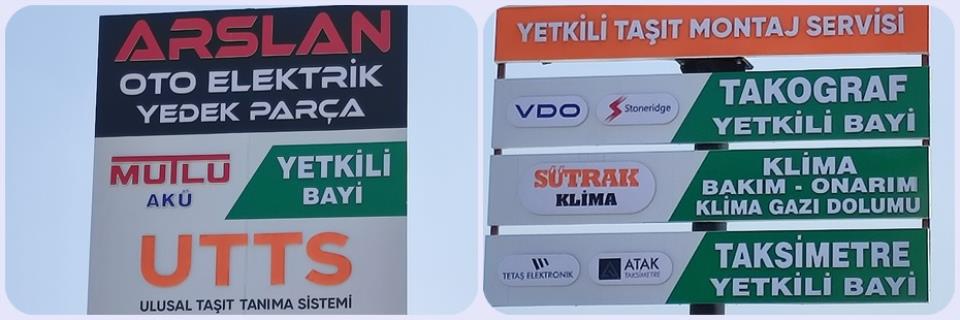 ARSLAN
OTO ELEKTRİK
YEDEK PARÇA
MUTLU
AKÜ
YETKİLİ
BAYİ
UTTS
ULUSAL TAŞIT TANIMA SİSTEMİ
YETKİLİ TAŞIT MONTAJ SERVİSİ
VDO
Stoneridge
TAKOGRAF
YETKİLİ BAYİ
SÜTRAK
KLİMA
KLİMA
BAKIM - ONARIM
KLİMA GAZI DOLUMU
TETAŞ ELEKTRONİK
ATAK
TAKSİMETRE
TAKSİMETRE
YETKİLİ BAYİ